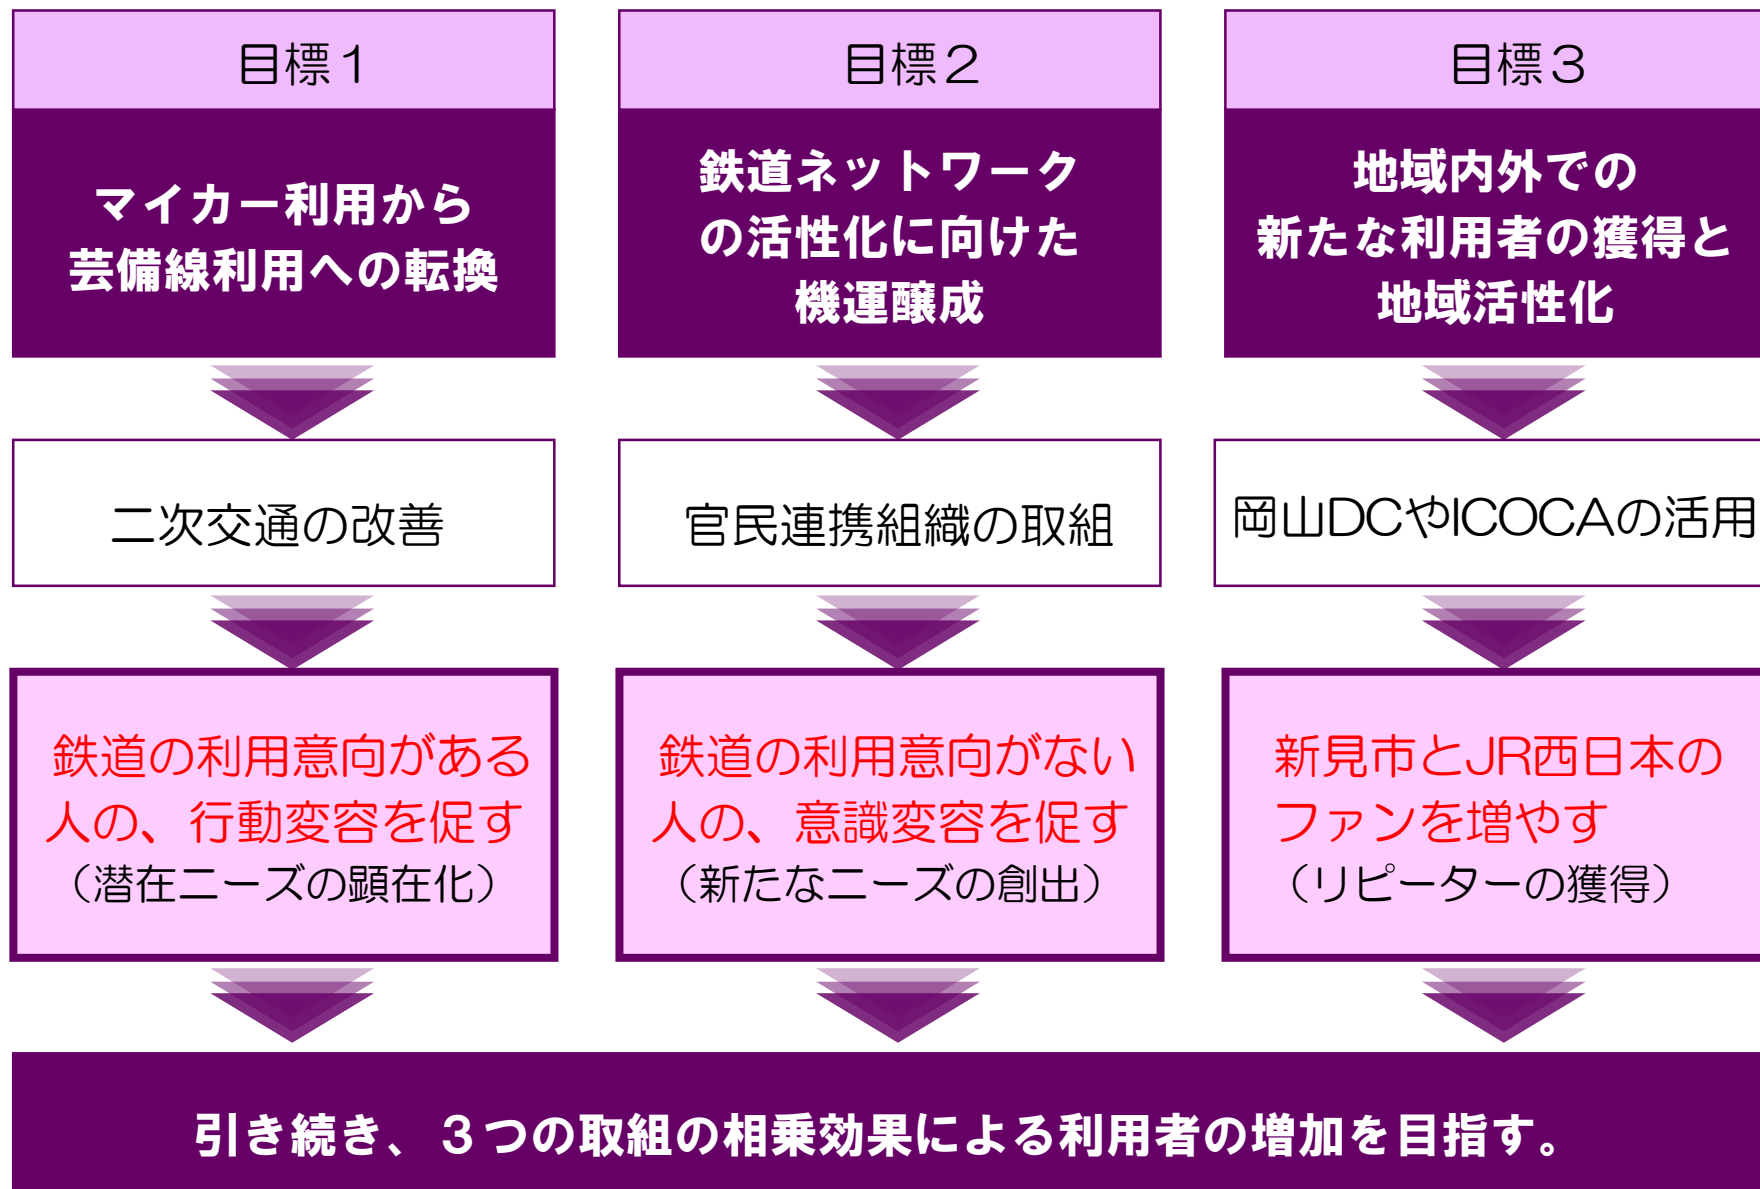 目標１
マイカー利用から
芸備線利用への転換
二次交通の改善
鉄道の利用意向がある
人の、行動変容を促す
（潜在ニーズの顕在化）
目標２
鉄道ネットワーク
の活性化に向けた
機運醸成
官民連携組織の取組
鉄道の利用意向がない
人の、意識変容を促す
（新たなニーズの創出）
目標３
地域内外での
新たな利用者の獲得と
地域活性化
岡山DCやICOCAの活用
新見市とJR西日本の
ファンを増やす
（リピーターの獲得）
引き続き、３つの取組の相乗効果による利用者の増加を目指す。